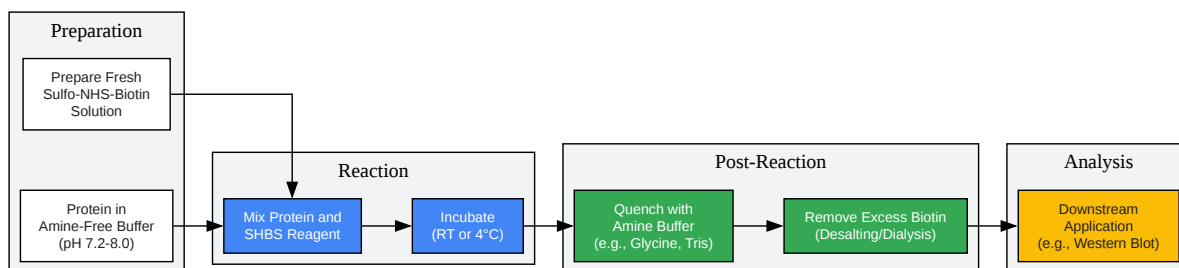 Preparation
Prepare Fresh
Sulfo-NHS-Biotin
Solution
Protein in
Amine-Free Buffer
(pH 7.2-8.0)
Reaction
Mix Protein and
SHBS Reagent
Incubate
(RT or 4°C)
Post-Reaction
Quench with
Amine Buffer
(e.g., Glycine, Tris)
Remove Excess Biotin
(Desalting/Dialysis)
Analysis
Downstream
Application
(e.g., Western Blot)